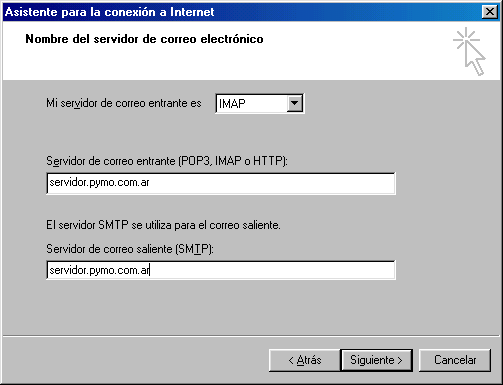 Asistente para la conexión a Internet
Nombre del servidor de correo electrónico
Mi servidor de correo entrante es IMAP
Servidor de correo entrante (POP3, IMAP o HTTP):
servidor.pymo.com.ar
El servidor SMTP se utiliza para el correo saliente.
Servidor de correo saliente (SMTP):
servidor.pymo.com.ar
< Atrás Siguiente > Cancelar